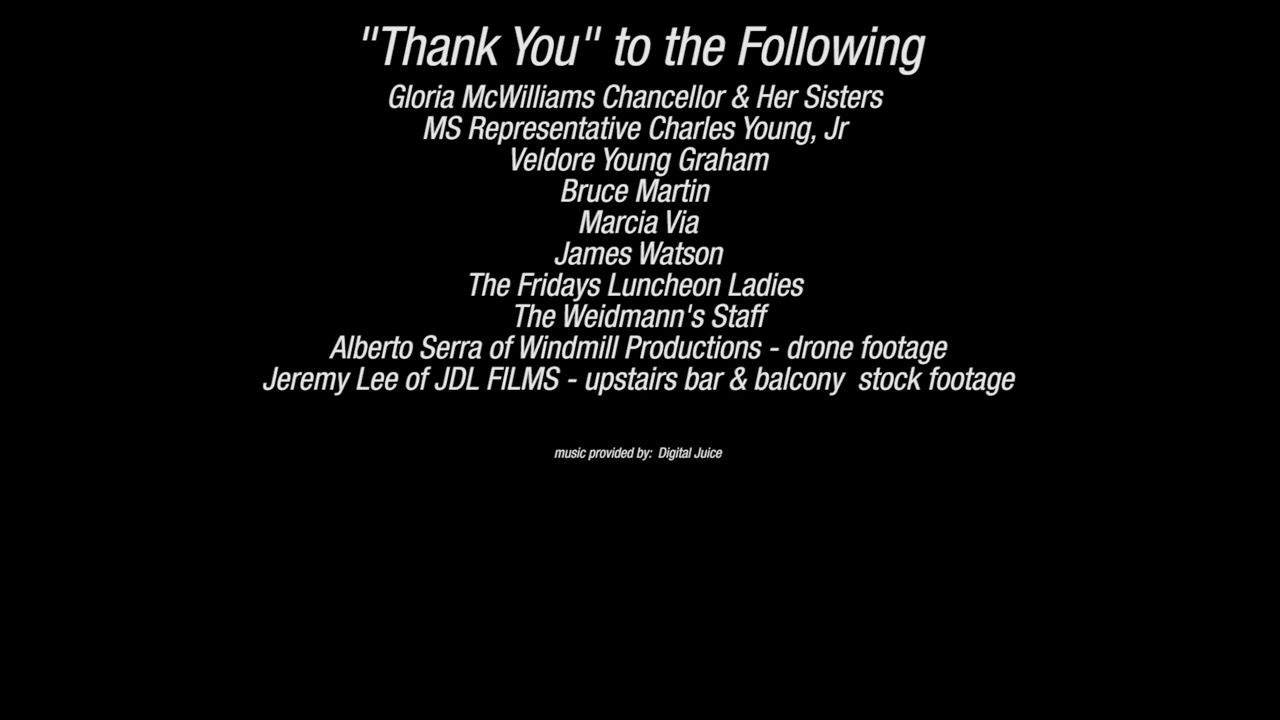 "Thank You" to the Following
Gloria McWilliams Chancellor & Her Sisters
MS Representative Charles Young, Jr
Veldore Young Graham
Bruce Martin
Marcia Via
James Watson
The Fridays Luncheon Ladies
The Weidmann's Staff
Alberto Serra of Windmill Productions - drone footage
Jeremy Lee of JDL FILMS - upstairs bar & balcony  stock footage
music provided by:  Digital Juice